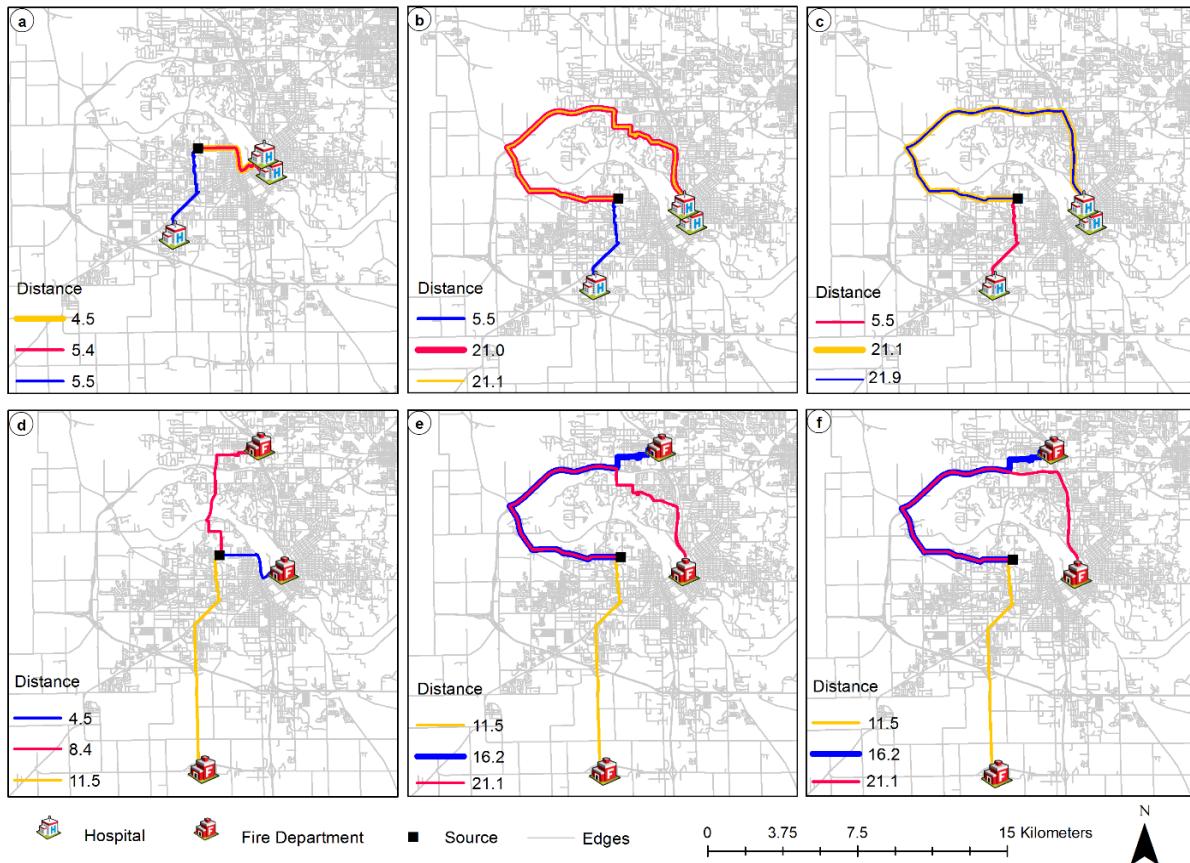 a
Distance
4.5
5.4
5.5
b
Distance
5.5
21.0
21.1
c
Distance
5.5
21.1
21.9
d
Distance
4.5
8.4
11.5
e
Distance
11.5
16.2
21.1
f
Distance
11.5
16.2
21.1
H Hospital F Fire Department Source Edges
0 3.75 7.5 15 Kilometers
N